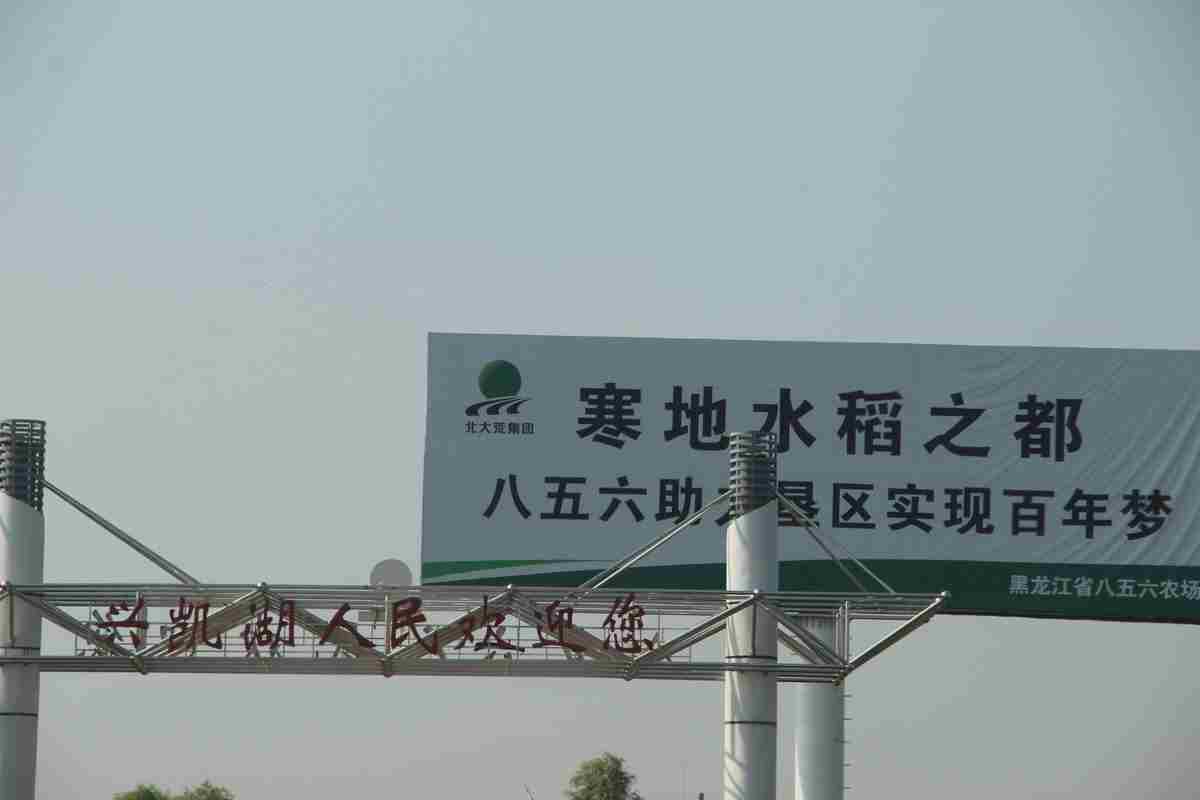 北大荒集团
寒地水稻之都
八五六助力垦区实现百年梦
黑龙江省八五六农场
兴凯湖人民欢迎您